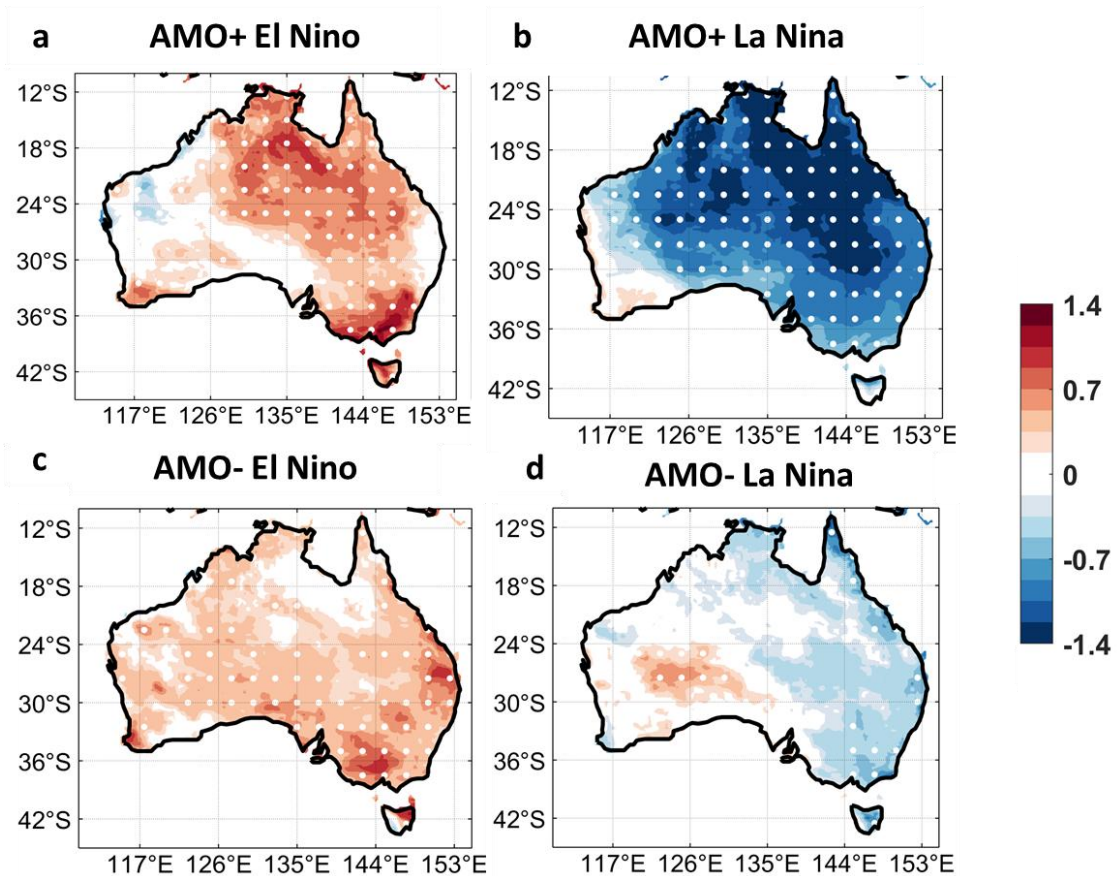 a AMO+ El Nino
b AMO+ La Nina
12°S
18°S
24°S
30°S
36°S
42°S
117°E 126°E 135°E 144°E 153°E
12°S
18°S
24°S
30°S
36°S
42°S
117°E 126°E 135°E 144°E 153°E
c AMO- El Nino
d AMO- La Nina
12°S
18°S
24°S
30°S
36°S
42°S
117°E 126°E 135°E 144°E 153°E
12°S
18°S
24°S
30°S
36°S
42°S
117°E 126°E 135°E 144°E 153°E
1.4
0.7
0
-0.7
-1.4